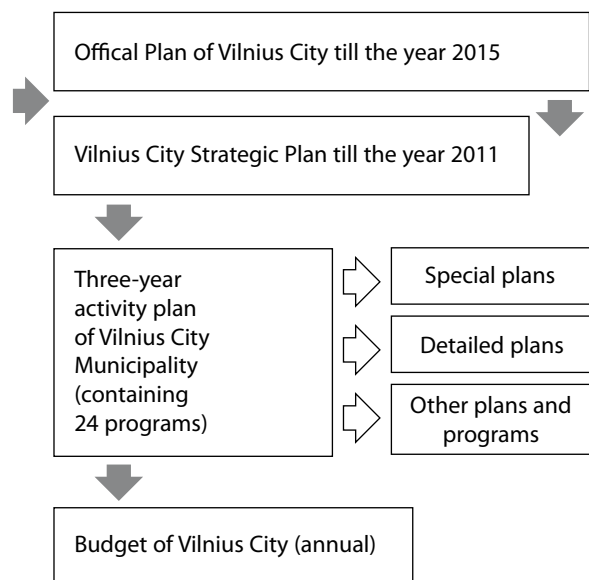 Offical Plan of Vilnius City till the year 2015
Vilnius City Strategic Plan till the year 2011
Three-year
activity plan
of Vilnius City
Municipality
(containing
24 programs)
Special plans
Detailed plans
Other plans and
programs
Budget of Vilnius City (annual)